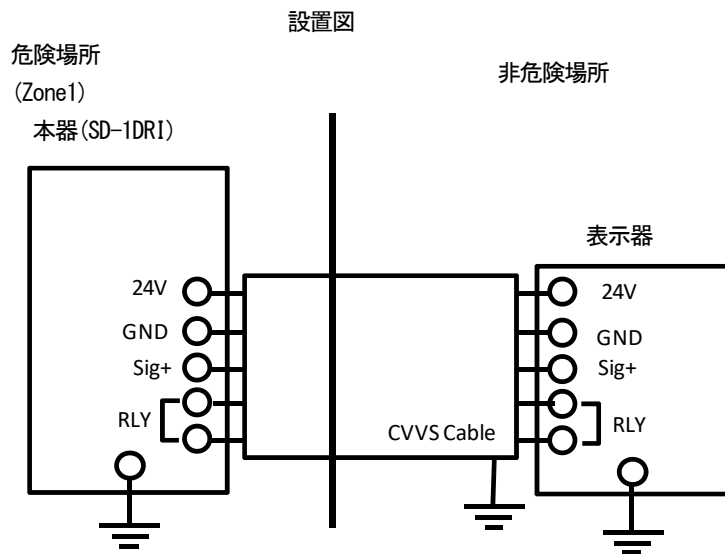 設置図
危険場所
(Zone1)
非危険場所
本器(SD-1DRI)
表示器
24V
GND
Sig+
RLY
CVVS Cable
24V
GND
Sig+
RLY